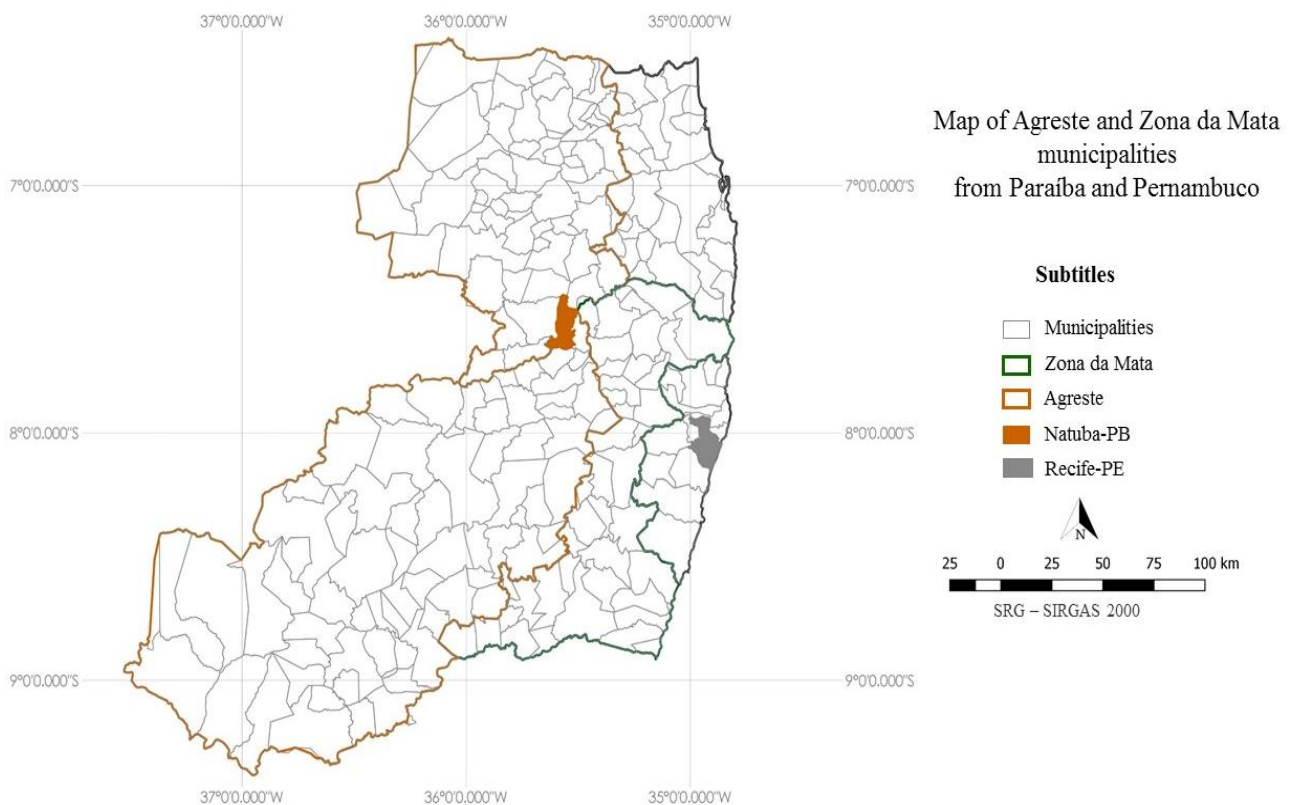 37°0'0.000"W 36°0'0.000"W 35°0'0.000"W
Map of Agreste and Zona da Mata
municipalities
from Paraíba and Pernambuco
7°0'0.000"S 7°0'0.000"S
Subtitles
Municipalities
Zona da Mata
Agreste
Natuba-PB
Recife-PE
8°0'0.000"S 8°0'0.000"S
N
25 0 25 50 75 100 km
SRG – SIRGAS 2000
9°0'0.000"S 9°0'0.000"S
37°0'0.000"W 36°0'0.000"W 35°0'0.000"W